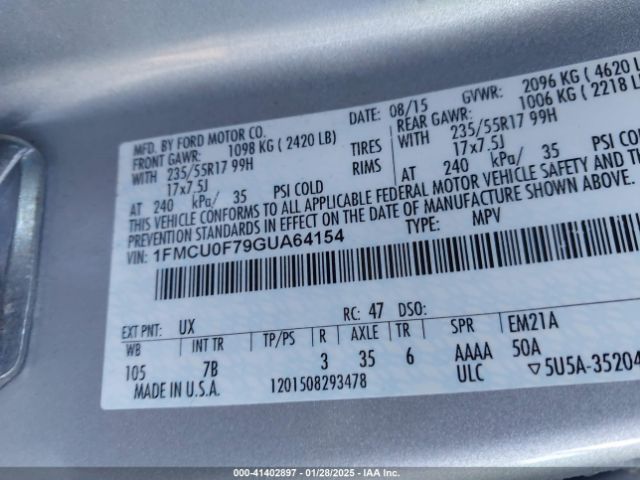 MFD. BY FORD MOTOR CO.
08/15
GVWR: 2096 KG ( 4620 L
FRONT GAWR: 1098 KG ( 2420 LB)
REAR GAWR: 1006 KG ( 2218 L
WITH 235/55R17 99H
TIRES
WITH 235/55R17 99H
17x7.5J
RIMS
17x7.5J
AT 240 kPa/ 35 PSI COLD
AT 240 kPa/ 35 PSI COLD
THIS VEHICLE CONFORMS TO ALL APPLICABLE FEDERAL MOTOR VEHICLE SAFETY AND
PREVENTION STANDARDS IN EFFECT ON THE DATE OF MANUFACTURE SHOWN ABOVE.
VIN: 1FMCU0F79GUA64154
TYPE: MPV
EXT PNT: UX
RC: 47 DSO:
WB
INT TR
TP/PS
R
AXLE
TR
SPR
EM21A
105
7B
3
35
6
AAAA
50A
MADE IN U.S.A.
1201508293478
ULC
▽5U5A-35204
000-41402897 - 01/28/2025 - IAA Inc.